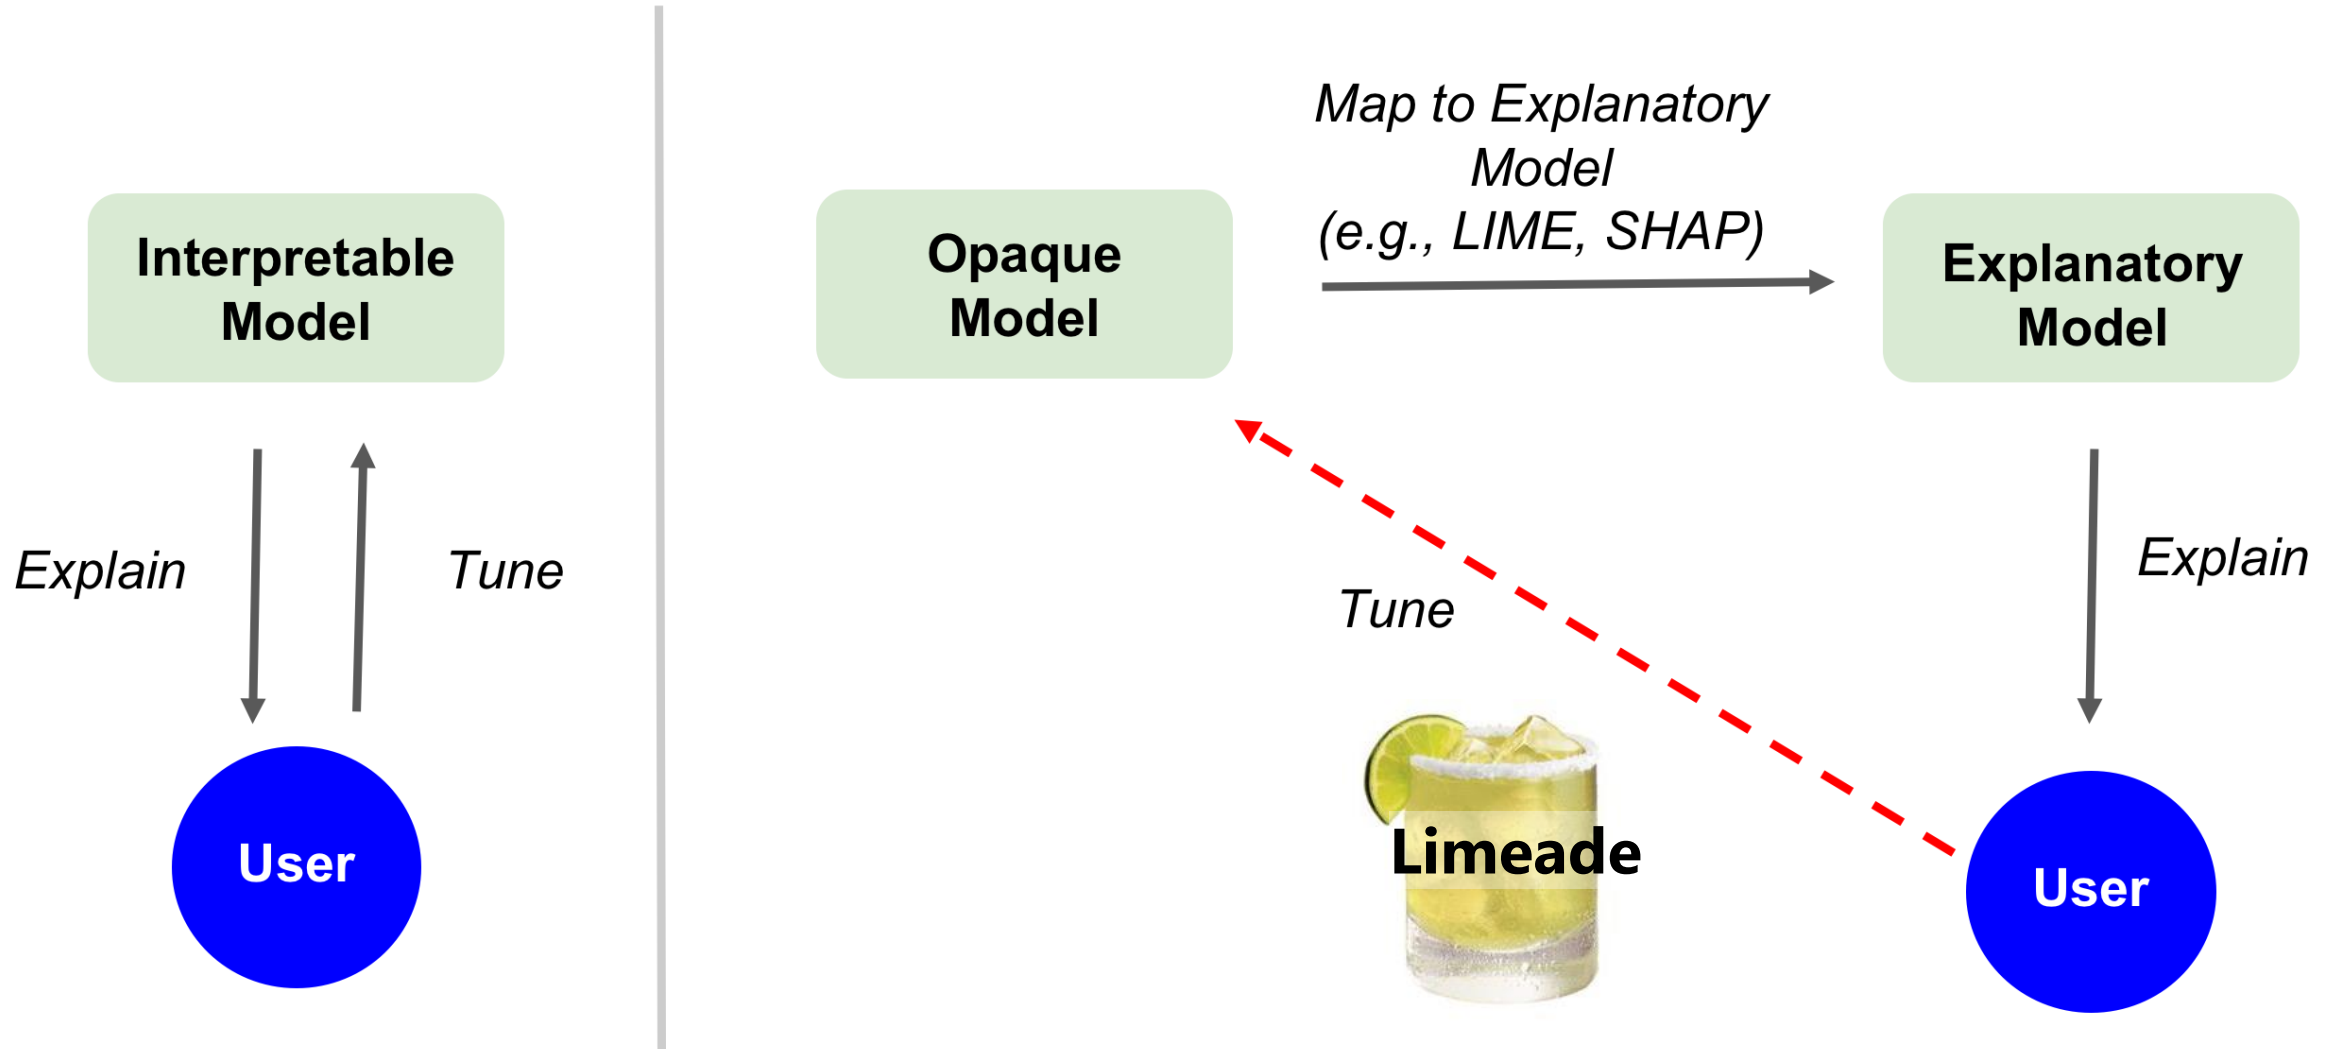 Interpretable
Model
Explain
Tune
User
Opaque
Model
Map to Explanatory
Model
(e.g., LIME, SHAP)
Explanatory
Model
Tune
Explain
Limeade
User